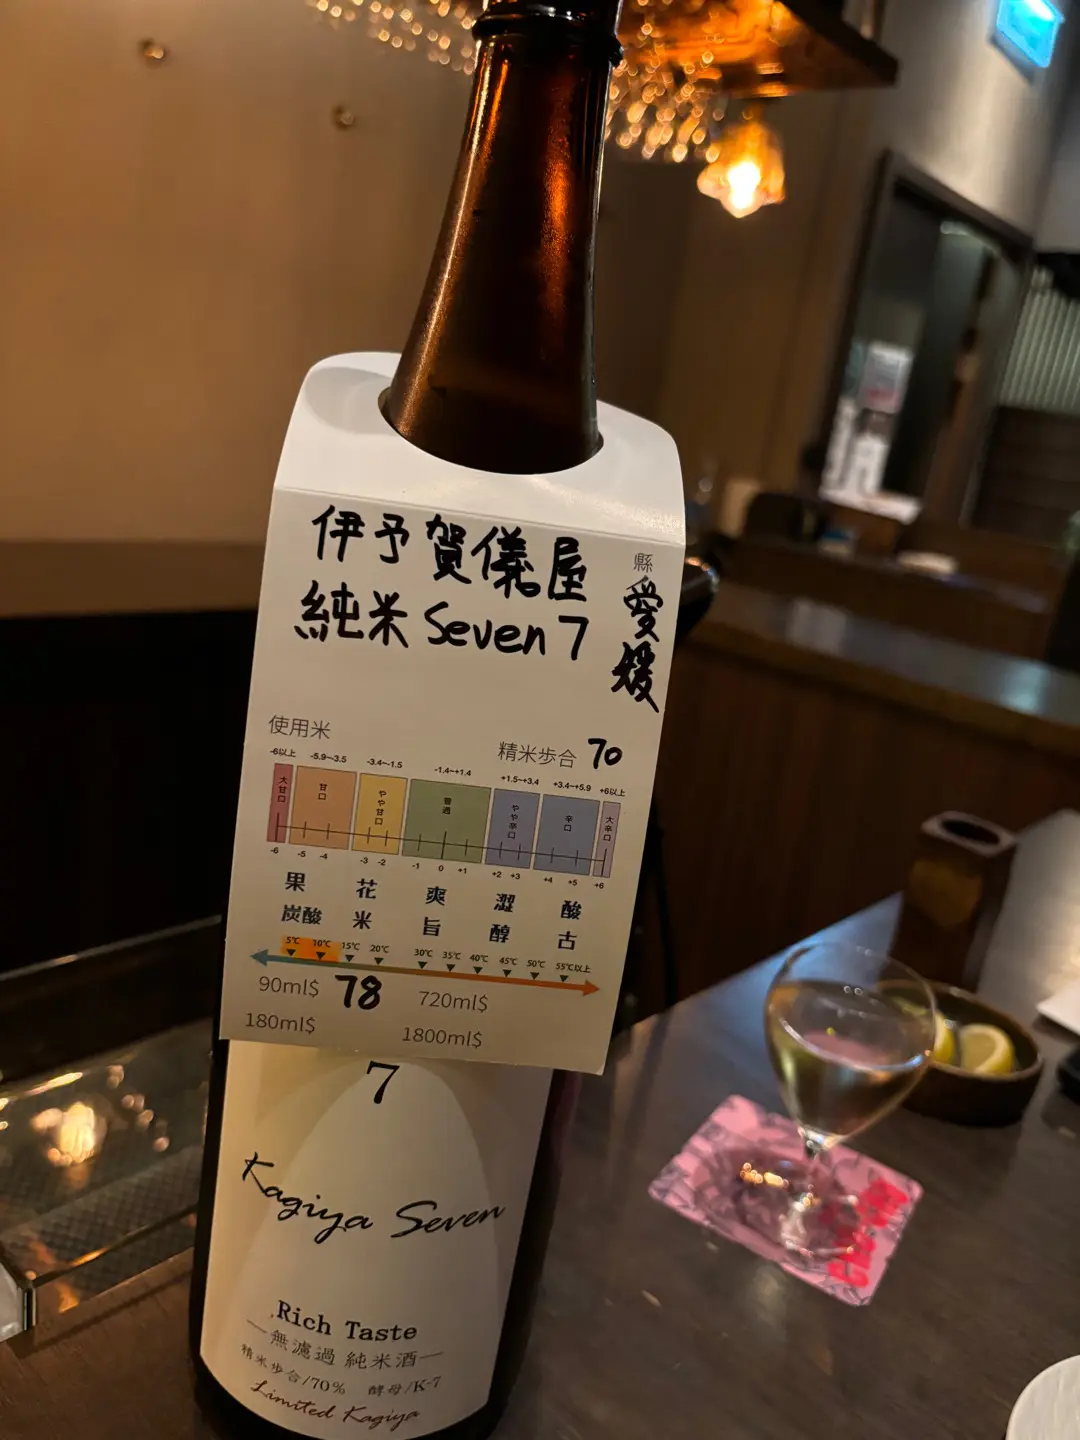 伊予賀儀屋
純米 Seven 7
縣
愛媛
使用米
精米歩合 70
-6以上 -5.9~-3.5 -3.4~-1.5 -1.4~+1.4 +1.5~+3.4 +3.4~+5.9 +6以上
大甘口 甘口 やや甘口 普通 やや辛口 辛口 大辛口
-6 -5 -4 -3 -2 -1 0 +1 +2 +3 +4 +5 +6
果 花 爽 澀 酸
炭酸 米 旨 醇 古
5℃ 10℃ 15℃ 20℃ 30℃ 35℃ 40℃ 45℃ 50℃ 55℃以上
90ml$ 78 720ml$
180ml$ 1800ml$
7
Kagiya Seven
Rich Taste
無濾過 純米酒
精米歩合/70% 酵母/K-7
Limited Kagiya